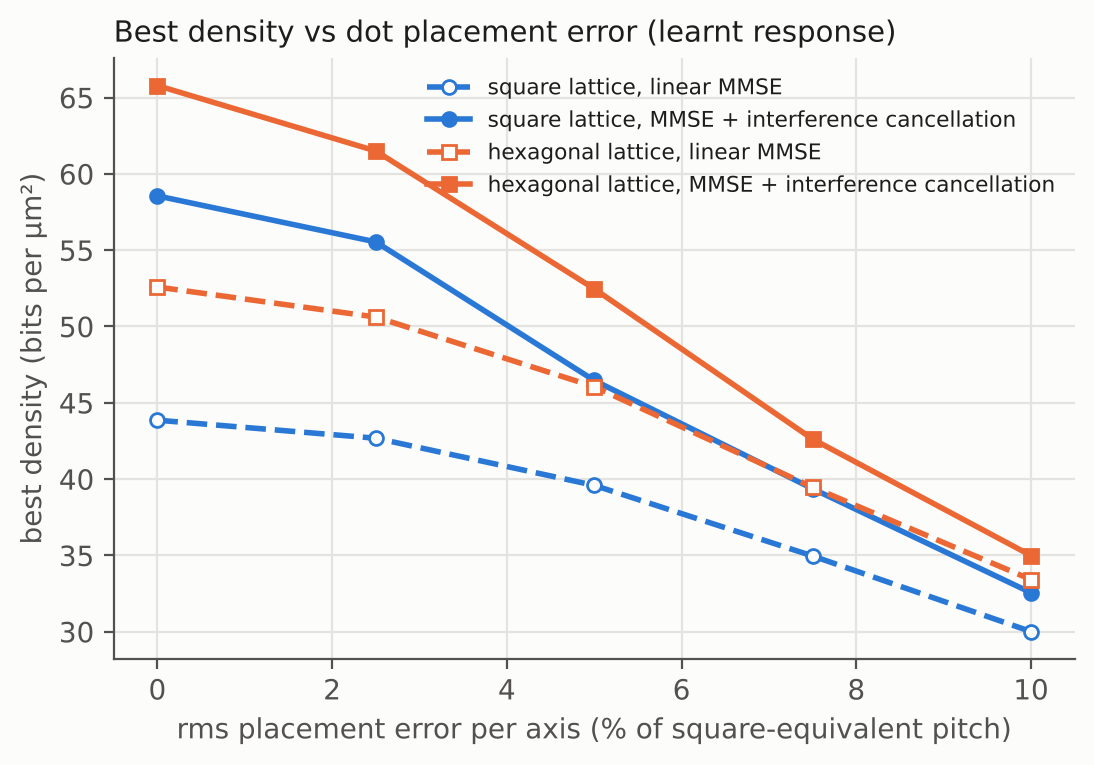 Best density vs dot placement error (learnt response)
square lattice, linear MMSE
square lattice, MMSE + interference cancellation
hexagonal lattice, linear MMSE
hexagonal lattice, MMSE + interference cancellation
best density (bits per µm²)
65
60
55
50
45
40
35
30
0 2 4 6 8 10
rms placement error per axis (% of square-equivalent pitch)